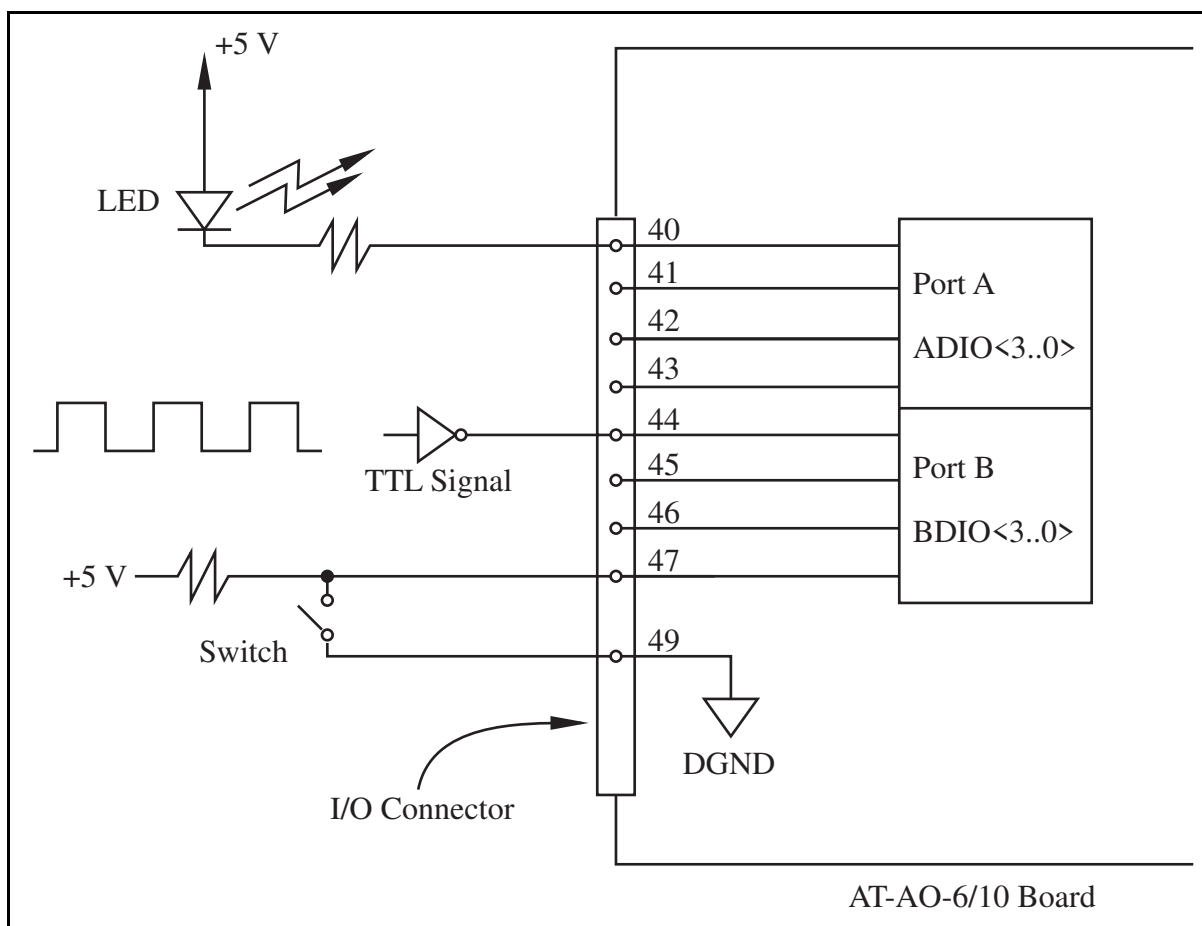 +5 V
LED
40
41
Port A
42
ADIO<3..0>
43
44
TTL Signal
45
Port B
46
BDIO<3..0>
47
+5 V
Switch
49
DGND
I/O Connector
AT-AO-6/10 Board